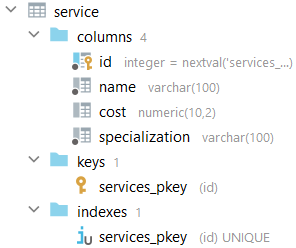 service
columns 4
id integer = nextval('services_...)
name varchar(100)
cost numeric(10,2)
specialization varchar(100)
keys 1
services_pkey (id)
indexes 1
services_pkey (id) UNIQUE